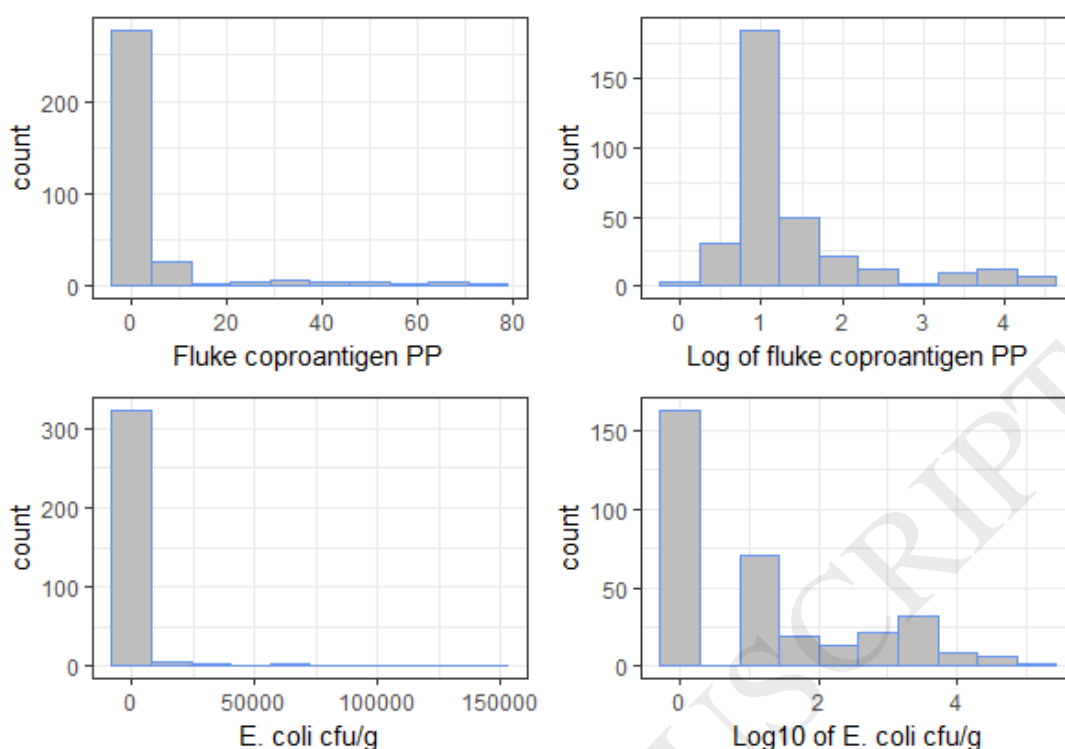 count
200
100
0
0 20 40 60 80
Fluke coproantigen PP
count
150
100
50
0
0 1 2 3 4
Log of fluke coproantigen PP
count
300
200
100
0
0 50000 100000 150000
E. coli cfu/g
count
150
100
50
0
0 2 4
Log10 of E. coli cfu/g
USCRIPT